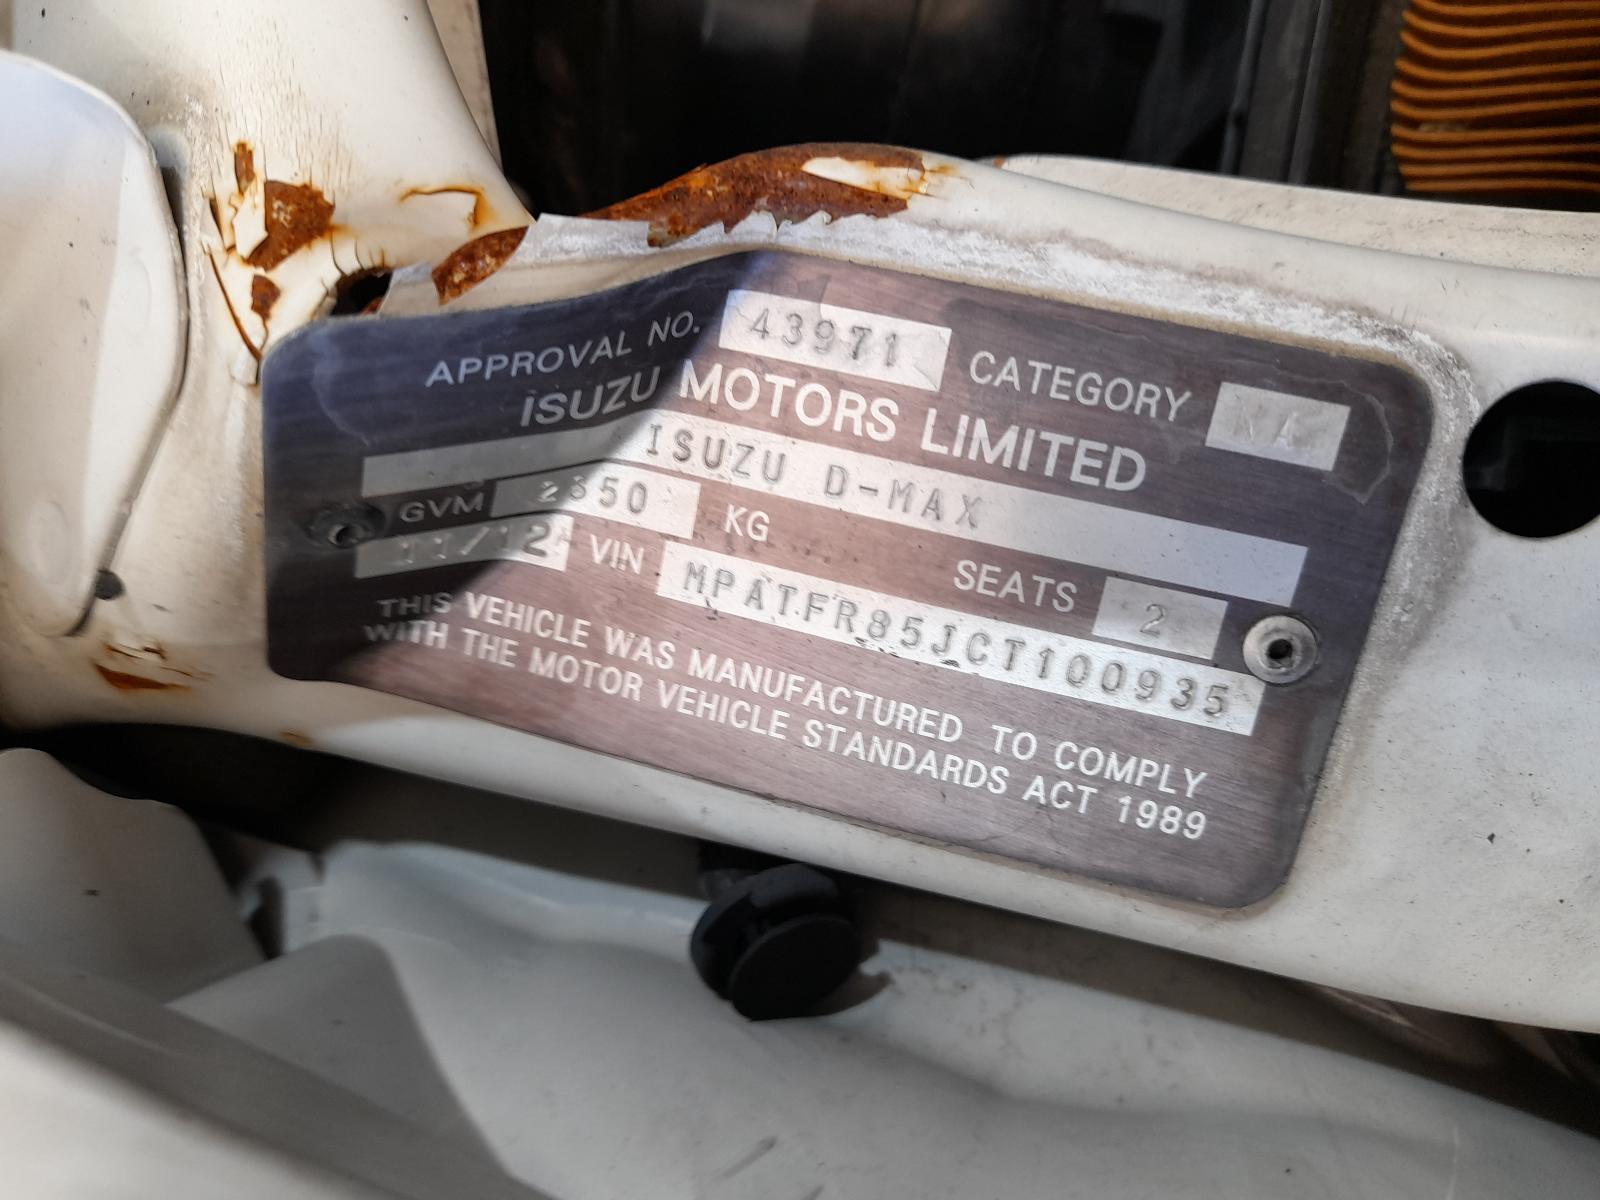 APPROVAL NO. 43971 CATEGORY NA
ISUZU MOTORS LIMITED
ISUZU D-MAX
GVM 2850 KG SEATS 2
11/12 VIN MPATFR85JCT100935
THIS VEHICLE WAS MANUFACTURED TO COMPLY
WITH THE MOTOR VEHICLE STANDARDS ACT 1989